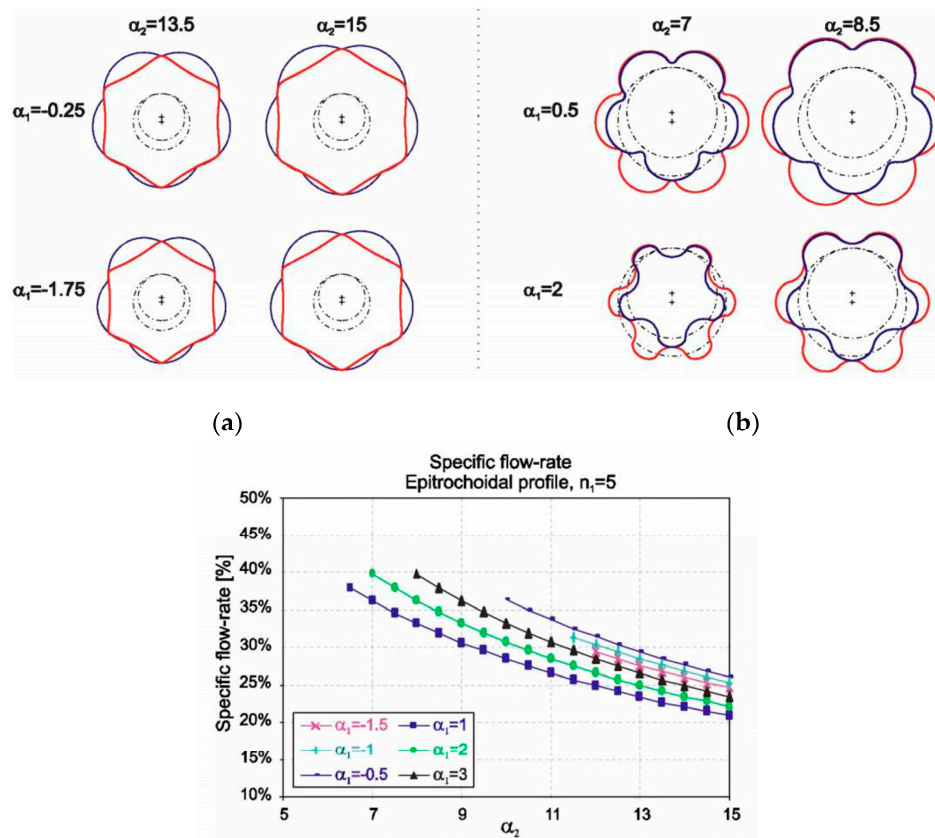 α₂=13.5 α₂=15
α₁=-0.25
α₁=-1.75
α₂=7 α₂=8.5
α₁=0.5
α₁=2
(a) (b)
Specific flow-rate
Epitrochoidal profile, n₁=5
Specific flow-rate [%]
50%
45%
40%
35%
30%
25%
20%
15%
10%
α₁=-1.5 α₁=1
α₁=-1 α₁=2
α₁=-0.5 α₁=3
5 7 9 11 13 15
α₂